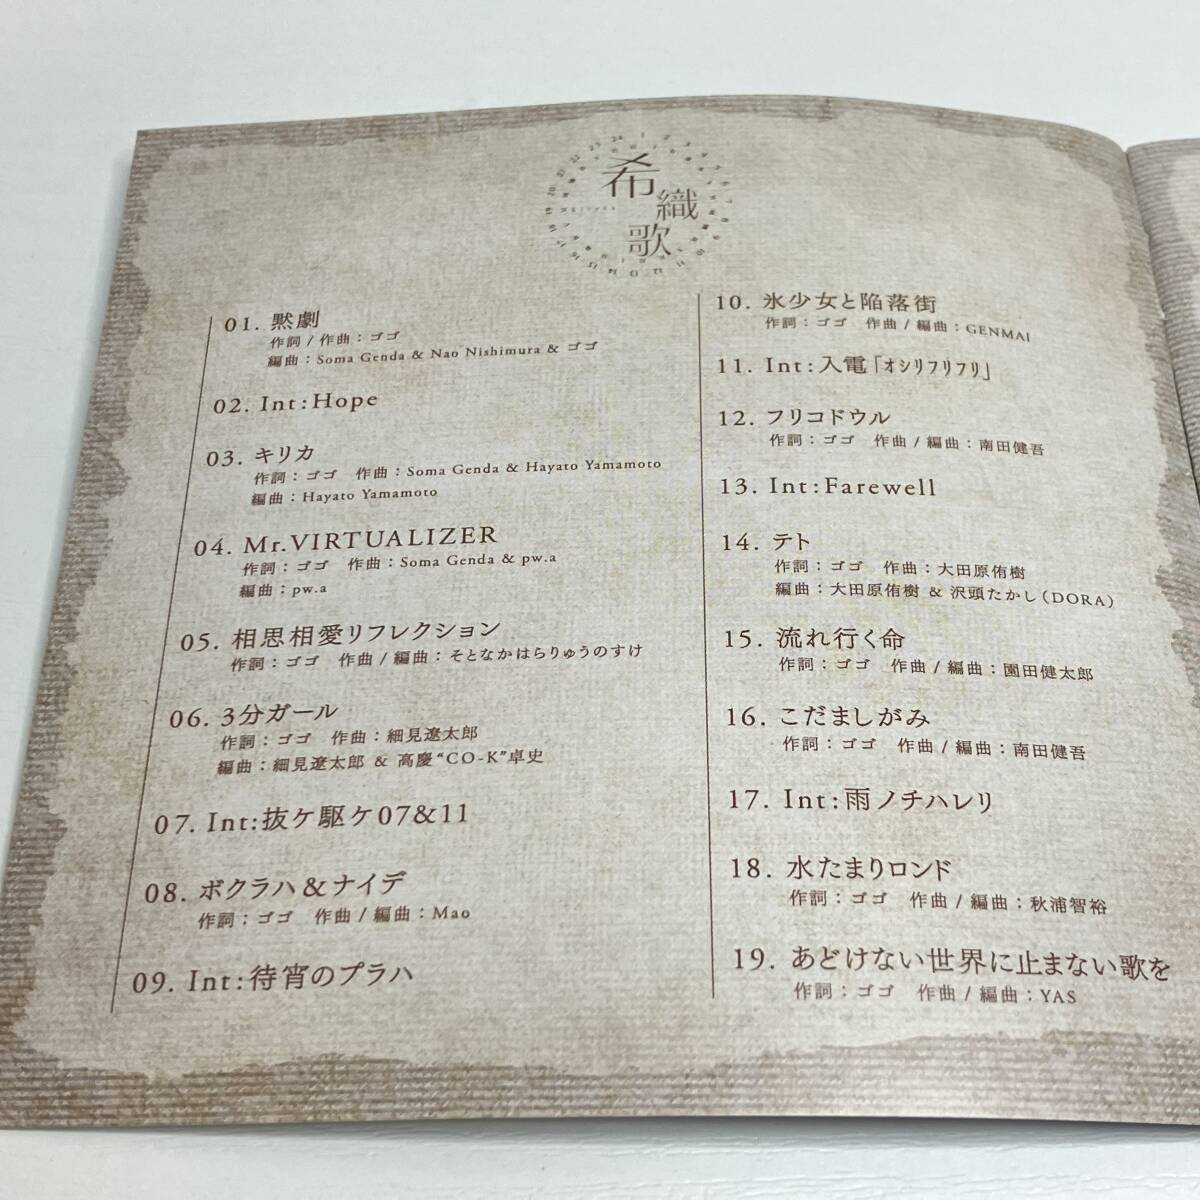 希織歌
01. 黙劇
作詞 / 作曲：ゴゴ
編曲：Soma Genda & Nao Nishimura & ゴゴ
02. Int:Hope
03. キリカ
作詞：ゴゴ 作曲：Soma Genda & Hayato Yamamoto
編曲：Hayato Yamamoto
04. Mr.VIRTUALIZER
作詞：ゴゴ 作曲：Soma Genda & pw.a
編曲：pw.a
05. 相思相愛リフレクション
作詞：ゴゴ 作曲 / 編曲：そとなかはらりゅうのすけ
06. 3分ガール
作詞：ゴゴ 作曲：細見遼太郎
編曲：細見遼太郎 & 高慶“CO-K”卓史
07. Int:抜ケ駆ケ07&11
08. ボクラハ&ナイデ
作詞：ゴゴ 作曲 / 編曲：Mao
09. Int:待宵のプラハ
10. 氷少女と陥落街
作詞：ゴゴ 作曲 / 編曲：GENMAI
11. Int:入電「オシリフリフリ」
12. フリコドウル
作詞：ゴゴ 作曲 / 編曲：南田健吾
13. Int:Farewell
14. テト
作詞：ゴゴ 作曲：大田原侑樹
編曲：大田原侑樹 & 沢頭たかし(DORA)
15. 流れ行く命
作詞：ゴゴ 作曲 / 編曲：園田健太郎
16. こだましがみ
作詞：ゴゴ 作曲 / 編曲：南田健吾
17. Int:雨ノチハレリ
18. 水たまりロンド
作詞：ゴゴ 作曲 / 編曲：秋浦智裕
19. あどけない世界に止まない歌を
作詞：ゴゴ 作曲 / 編曲：YAS